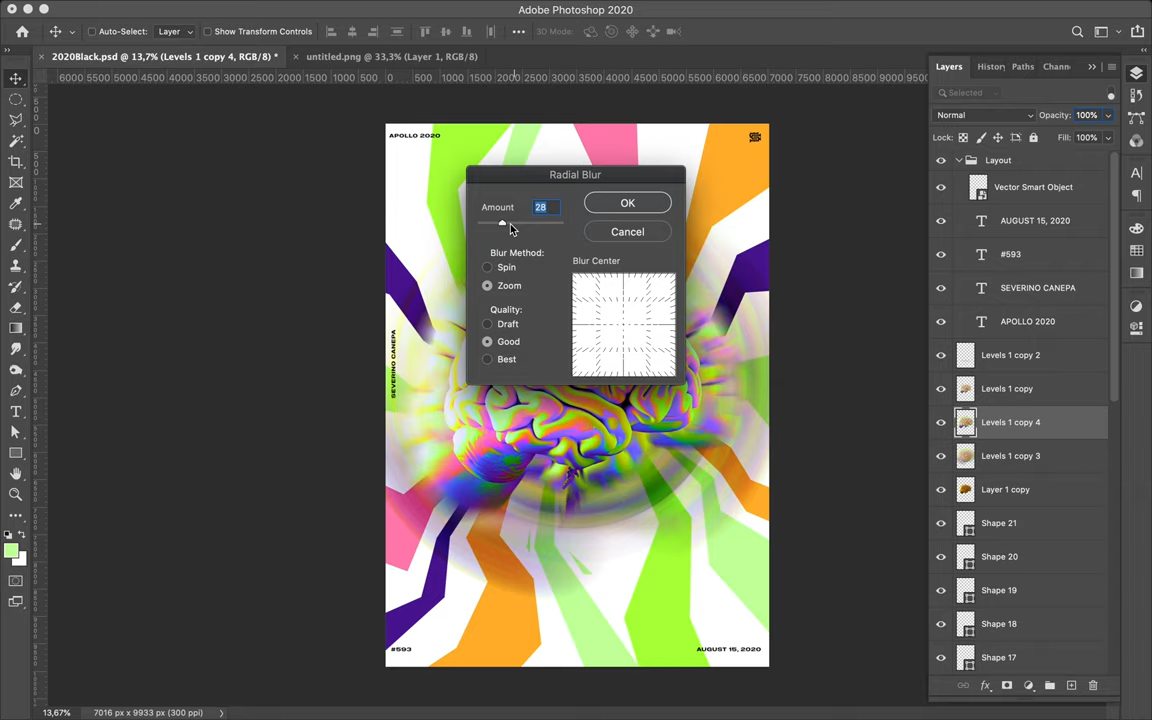 Adobe Photoshop 2020
Auto-Select: Layer Show Transform Controls 3D Mode:
2020Black.psd @ 13,7% (Levels 1 copy 4, RGB/8) *
untitled.png @ 33,3% (Layer 1, RGB/8)
6000 5500 5000 4500 4000 3500 3000 2500 2000 1500 1000 500 0 500 1000 1500 2000 2500 3000 3500 4000 4500 5000 5500 6000 6500 7000 7500 8000 8500 9000 9500
APOLLO 2020
SEVERINO CANEPA
#593
AUGUST 15, 2020
Radial Blur
Amount 28
OK
Cancel
Blur Method:
Spin
Zoom
Quality:
Draft
Good
Best
Blur Center
Layers Histor Paths Chann
Selected
Normal Opacity: 100%
Lock: Fill: 100%
Layout
Vector Smart Object
AUGUST 15, 2020
#593
SEVERINO CANEPA
APOLLO 2020
Levels 1 copy 2
Levels 1 copy
Levels 1 copy 4
Levels 1 copy 3
Layer 1 copy
Shape 21
Shape 20
Shape 19
Shape 18
Shape 17
13,67% 7016 px x 9933 px (300 ppi)